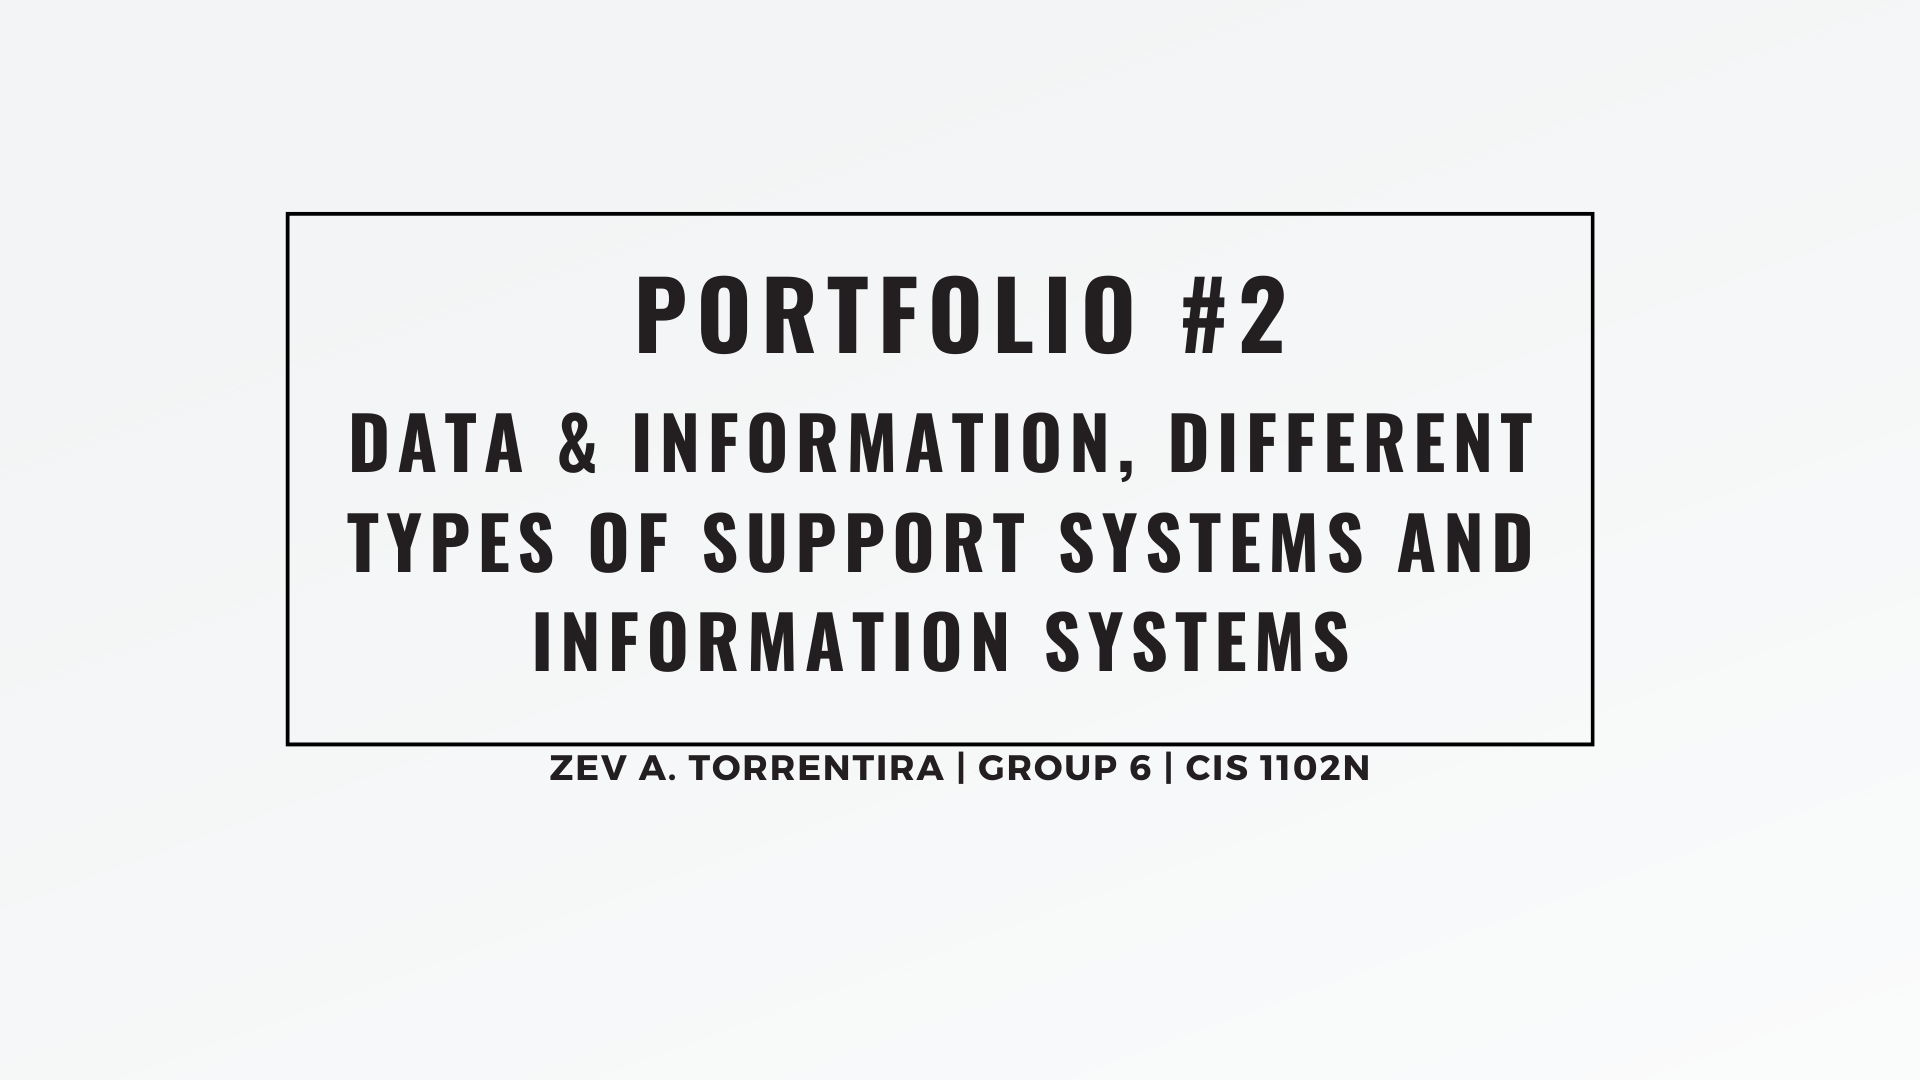 PORTFOLIO #2
DATA & INFORMATION, DIFFERENT
TYPES OF SUPPORT SYSTEMS AND
INFORMATION SYSTEMS
ZEV A. TORRENTIRA | GROUP 6 | CIS 1102N